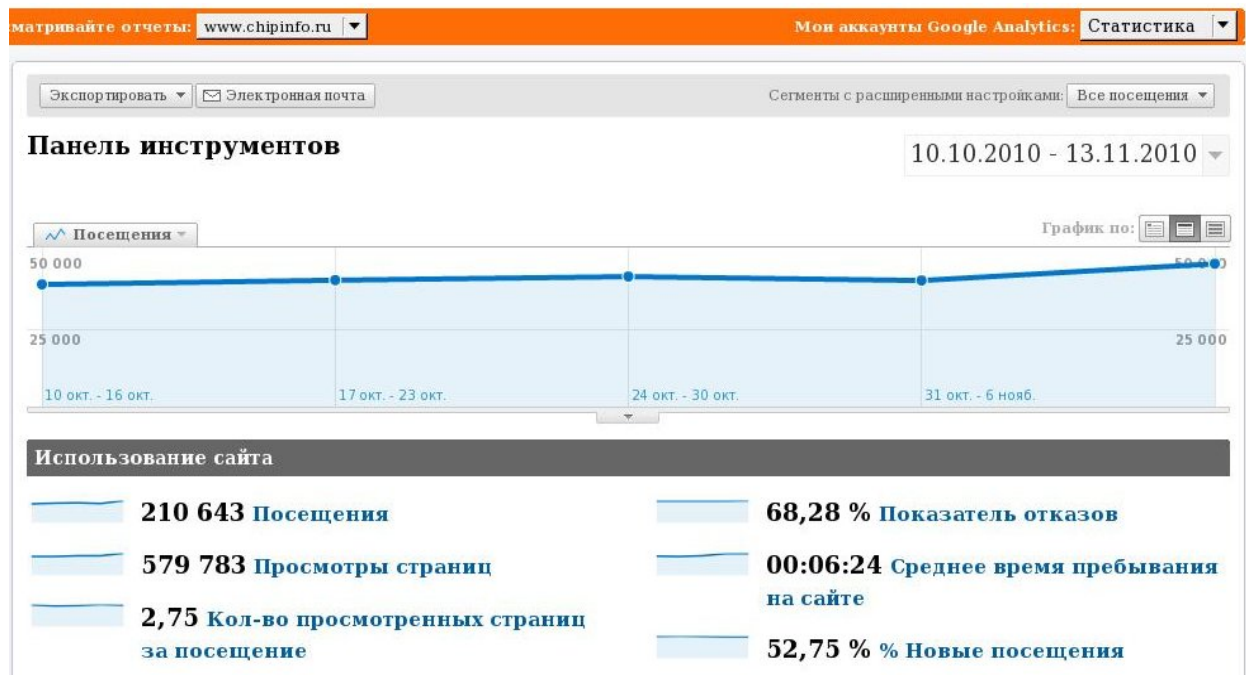 сматривайте отчеты: www.chipinfo.ru Мои аккаунты Google Analytics: Статистика
Экспортировать Электронная почта Сегменты с расширенными настройками: Все посещения
Панель инструментов
10.10.2010 - 13.11.2010
Посещения График по:
50 000 50 000
25 000 25 000
10 окт. - 16 окт. 17 окт. - 23 окт. 24 окт. - 30 окт. 31 окт. - 6 нояб.
Использование сайта
210 643 Посещения
579 783 Просмотры страниц
2,75 Кол-во просмотренных страниц
за посещение
68,28 % Показатель отказов
00:06:24 Среднее время пребывания
на сайте
52,75 % % Новые посещения